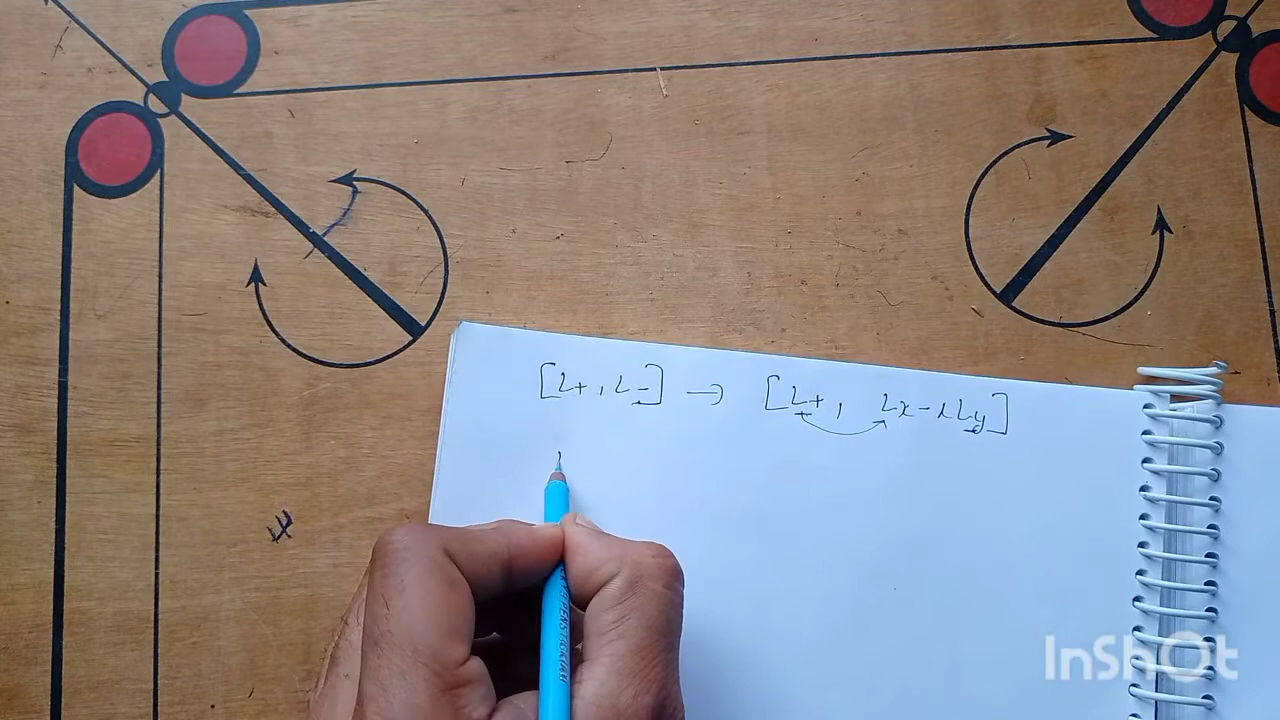 [L+, L-] → [L+, Lx - iLy]
InShOt